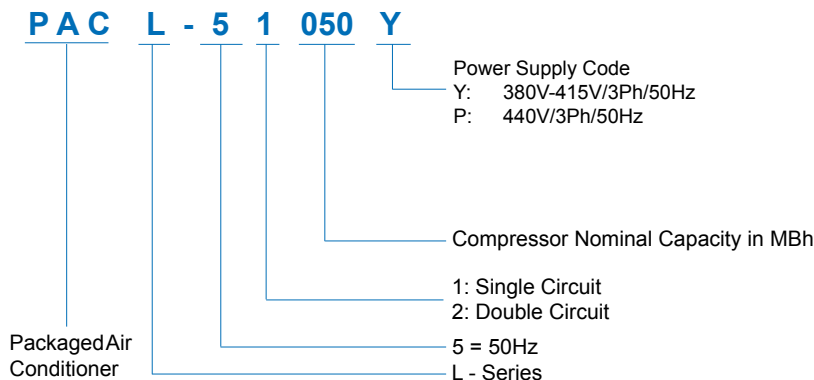 P A C L - 5 1 050 Y
Power Supply Code
Y: 380V-415V/3Ph/50Hz
P: 440V/3Ph/50Hz
Compressor Nominal Capacity in MBh
1: Single Circuit
2: Double Circuit
5 = 50Hz
L - Series
Packaged Air
Conditioner